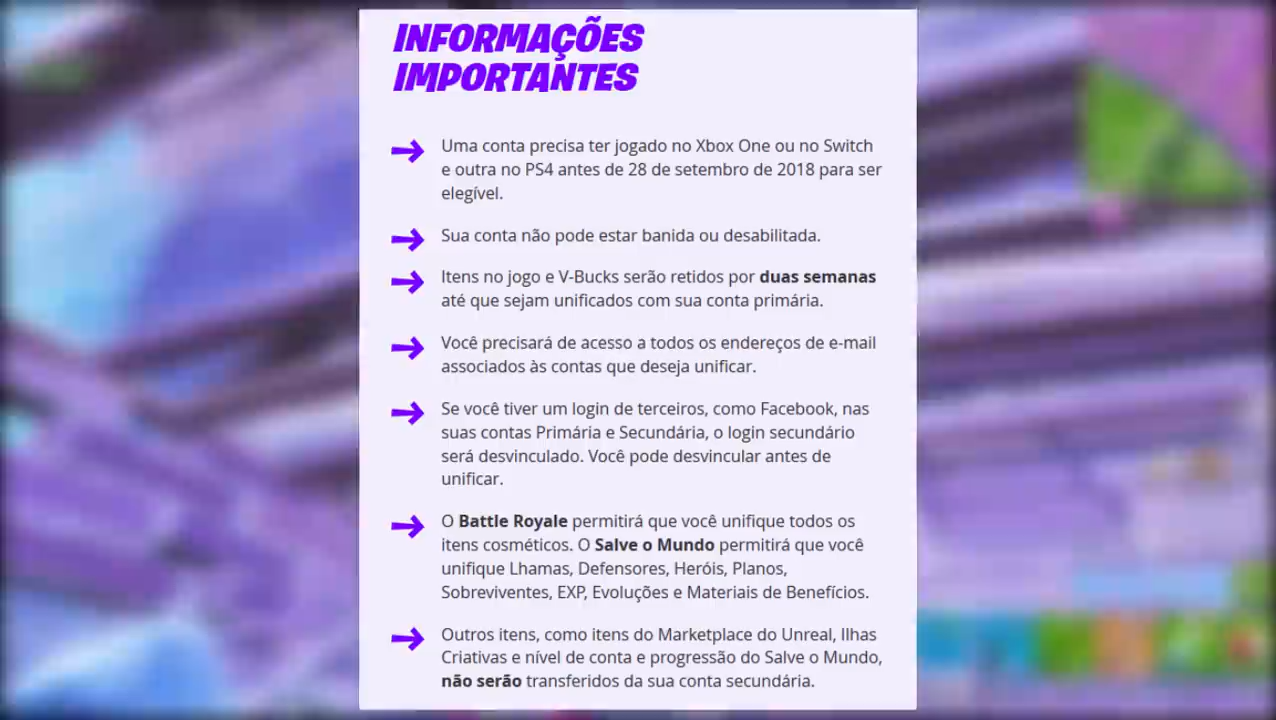 INFORMAÇÕES
IMPORTANTES
Uma conta precisa ter jogado no Xbox One ou no Switch
e outra no PS4 antes de 28 de setembro de 2018 para ser
elegível.
Sua conta não pode estar banida ou desabilitada.
Itens no jogo e V-Bucks serão retidos por duas semanas
até que sejam unificados com sua conta primária.
Você precisará de acesso a todos os endereços de e-mail
associados às contas que deseja unificar.
Se você tiver um login de terceiros, como Facebook, nas
suas contas Primária e Secundária, o login secundário
será desvinculado. Você pode desvincular antes de
unificar.
O Battle Royale permitirá que você unifique todos os
itens cosméticos. O Salve o Mundo permitirá que você
unifique Lhamas, Defensores, Heróis, Planos,
Sobreviventes, EXP, Evoluções e Materiais de Benefícios.
Outros itens, como itens do Marketplace do Unreal, Ilhas
Criativas e nível de conta e progressão do Salve o Mundo,
não serão transferidos da sua conta secundária.